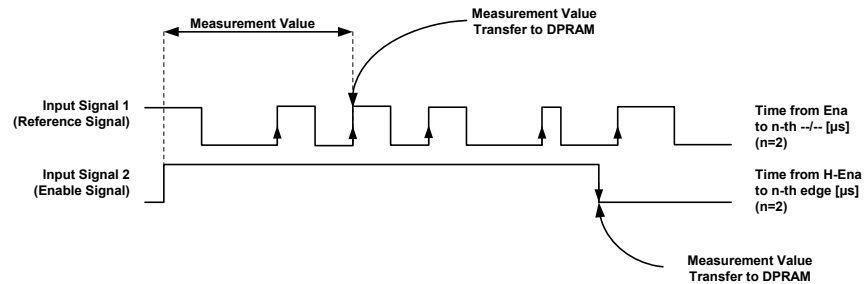 Measurement Value
Measurement Value
Transfer to DPRAM
Input Signal 1
(Reference Signal)
Time from Ena
to n-th --/-- [µs]
(n=2)
Input Signal 2
(Enable Signal)
Time from H-Ena
to n-th edge [µs]
(n=2)
Measurement Value
Transfer to DPRAM